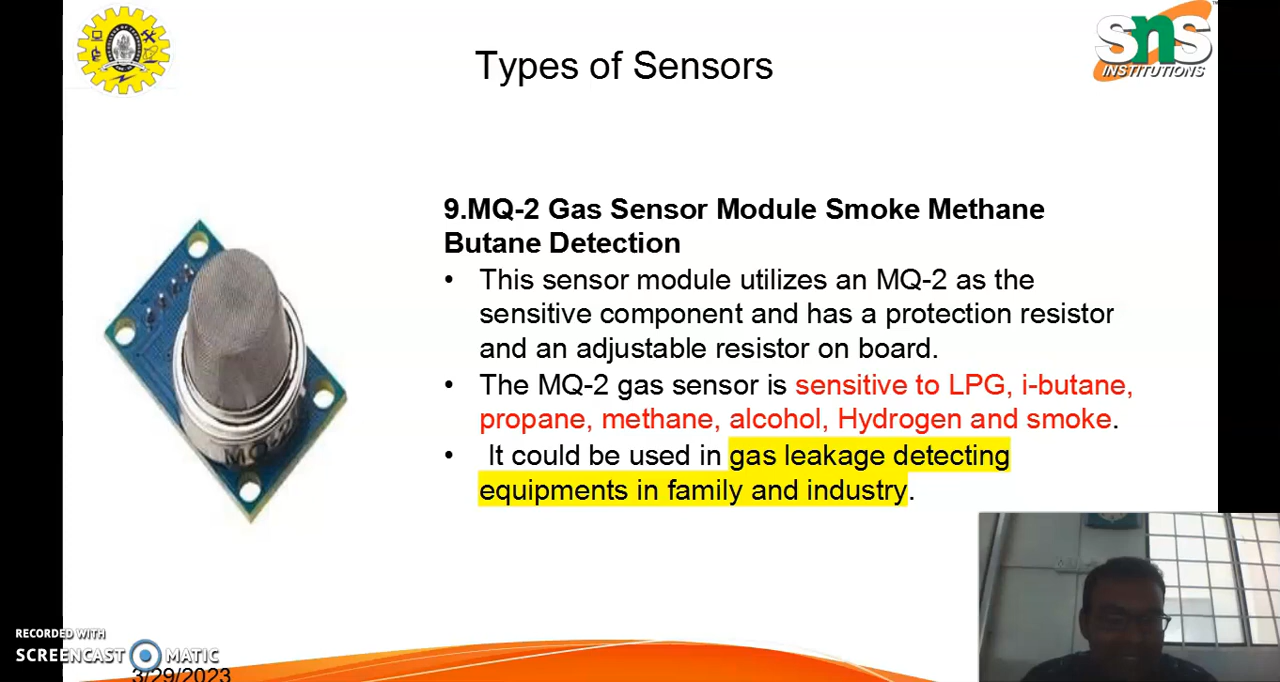 Types of Sensors
SNS
INSTITUTIONS
9.MQ-2 Gas Sensor Module Smoke Methane
Butane Detection
• This sensor module utilizes an MQ-2 as the
sensitive component and has a protection resistor
and an adjustable resistor on board.
• The MQ-2 gas sensor is sensitive to LPG, i-butane,
propane, methane, alcohol, Hydrogen and smoke.
• It could be used in gas leakage detecting
equipments in family and industry.
RECORDED WITH
SCREENCAST MATIC
3/29/2023